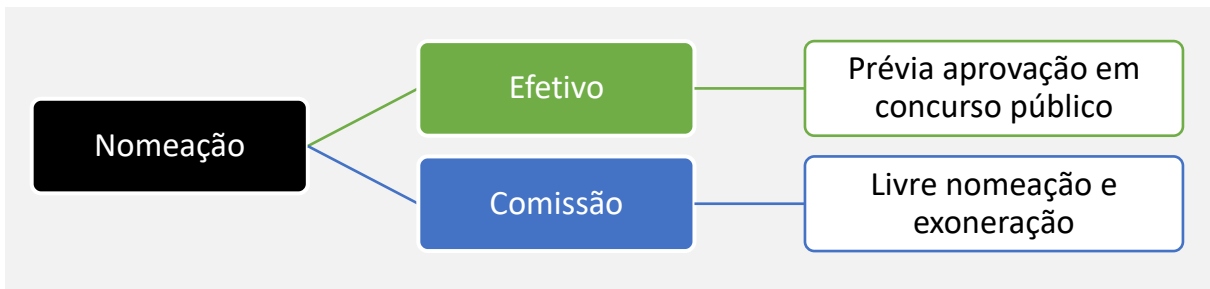 Nomeação
Efetivo
Prévia aprovação em
concurso público
Comissão
Livre nomeação e
exoneração